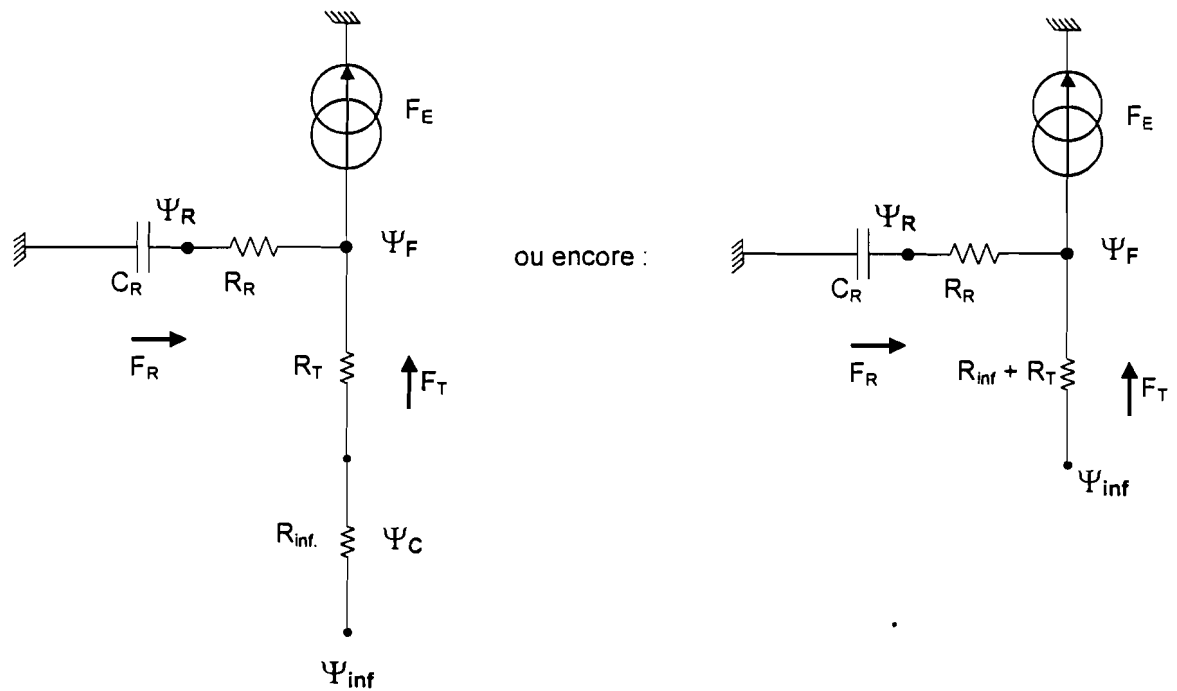 F_E
Ψ_R
Ψ_F
C_R
R_R
F_R
R_T
F_T
R_inf.
Ψ_C
Ψ_inf
ou encore :
F_E
Ψ_R
Ψ_F
C_R
R_R
F_R
R_inf + R_T
F_T
Ψ_inf